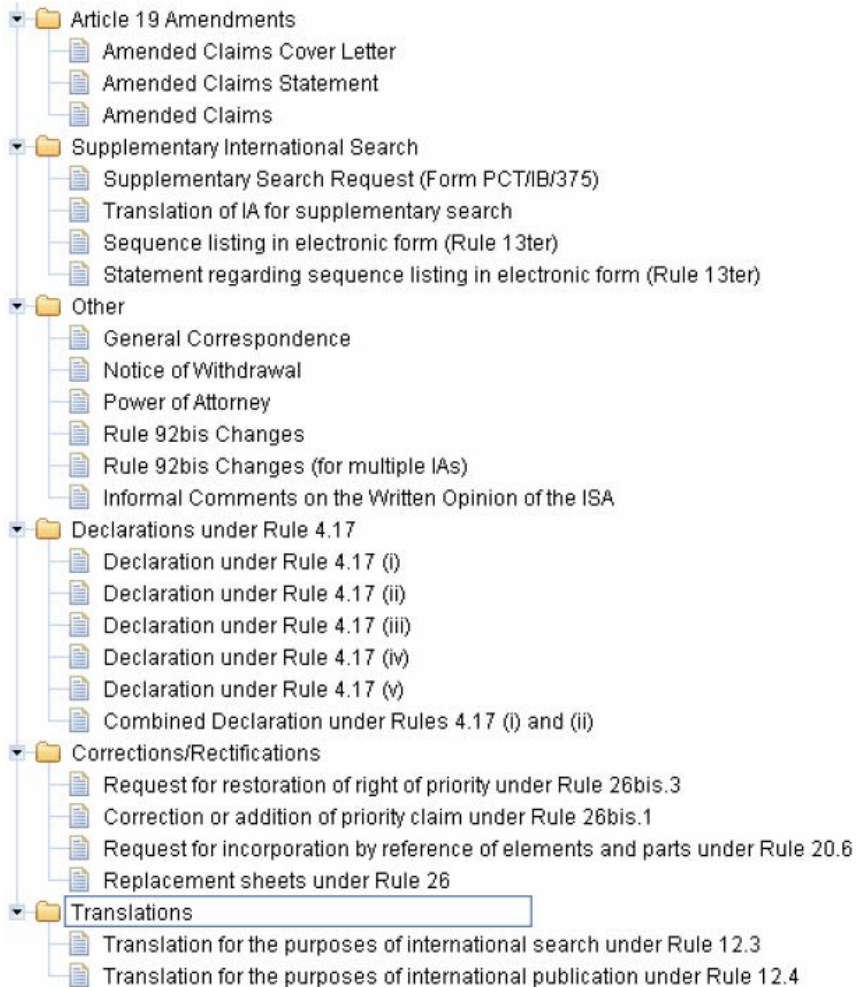 Article 19 Amendments
Amended Claims Cover Letter
Amended Claims Statement
Amended Claims
Supplementary International Search
Supplementary Search Request (Form PCT/IB/375)
Translation of IA for supplementary search
Sequence listing in electronic form (Rule 13ter)
Statement regarding sequence listing in electronic form (Rule 13ter)
Other
General Correspondence
Notice of Withdrawal
Power of Attorney
Rule 92bis Changes
Rule 92bis Changes (for multiple IAs)
Informal Comments on the Written Opinion of the ISA
Declarations under Rule 4.17
Declaration under Rule 4.17 (i)
Declaration under Rule 4.17 (ii)
Declaration under Rule 4.17 (iii)
Declaration under Rule 4.17 (iv)
Declaration under Rule 4.17 (v)
Combined Declaration under Rules 4.17 (i) and (ii)
Corrections/Rectifications
Request for restoration of right of priority under Rule 26bis.3
Correction or addition of priority claim under Rule 26bis.1
Request for incorporation by reference of elements and parts under Rule 20.6
Replacement sheets under Rule 26
Translations
Translation for the purposes of international search under Rule 12.3
Translation for the purposes of international publication under Rule 12.4